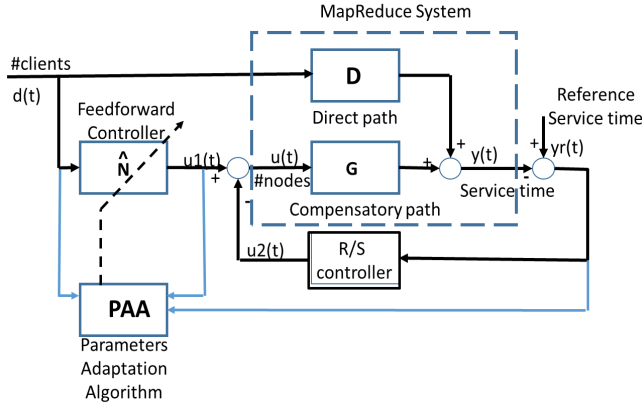 MapReduce System
#clients
d(t)
D
Direct path
Feedforward
Controller
Reference
Service time
^
N
u1(t)
+
-
u(t)
#nodes
G
+
+
y(t)
Service time
-
+
yr(t)
Compensatory path
u2(t)
R/S
controller
PAA
Parameters
Adaptation
Algorithm